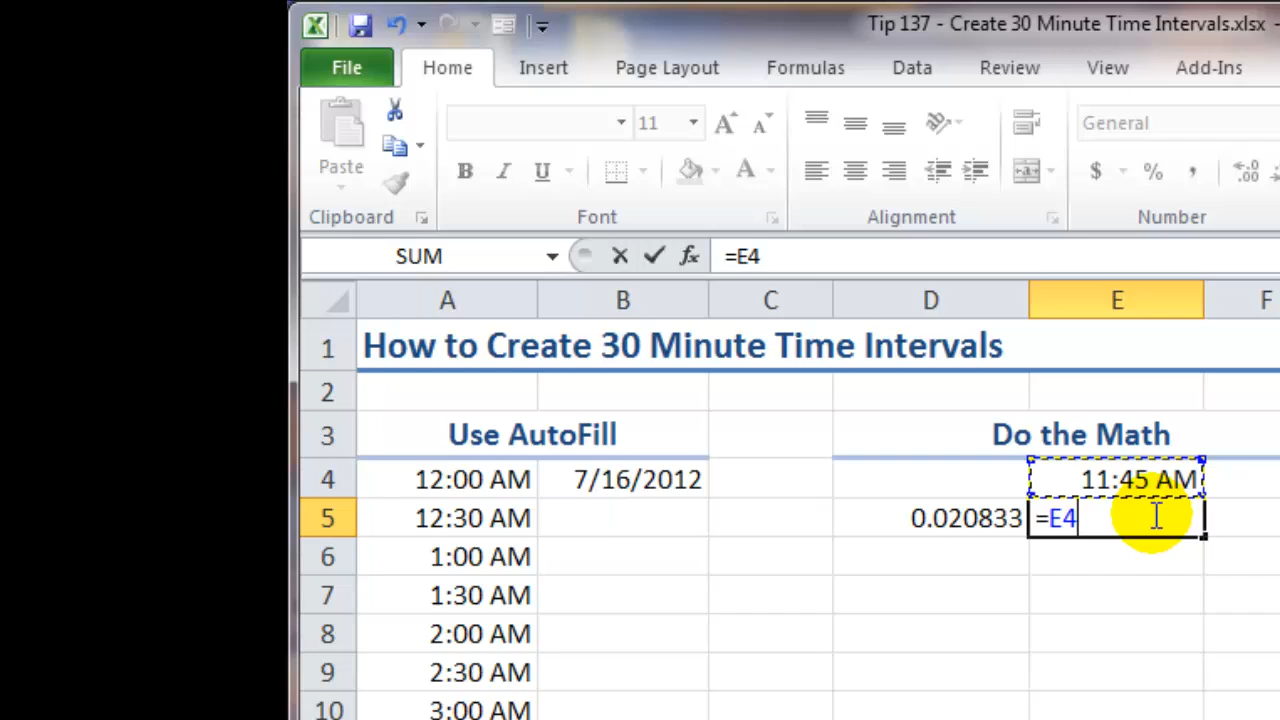 Tip 137 - Create 30 Minute Time Intervals.xlsx -
File Home Insert Page Layout Formulas Data Review View Add-Ins
11 A A General
Paste B I U A a $ % , .0 .00
Clipboard Font Alignment Number
SUM fx =E4
A B C D E F
1 How to Create 30 Minute Time Intervals
2
3 Use AutoFill Do the Math
4 12:00 AM 7/16/2012 11:45 AM
5 12:30 AM 0.020833 =E4
6 1:00 AM
7 1:30 AM
8 2:00 AM
9 2:30 AM
10 3:00 AM